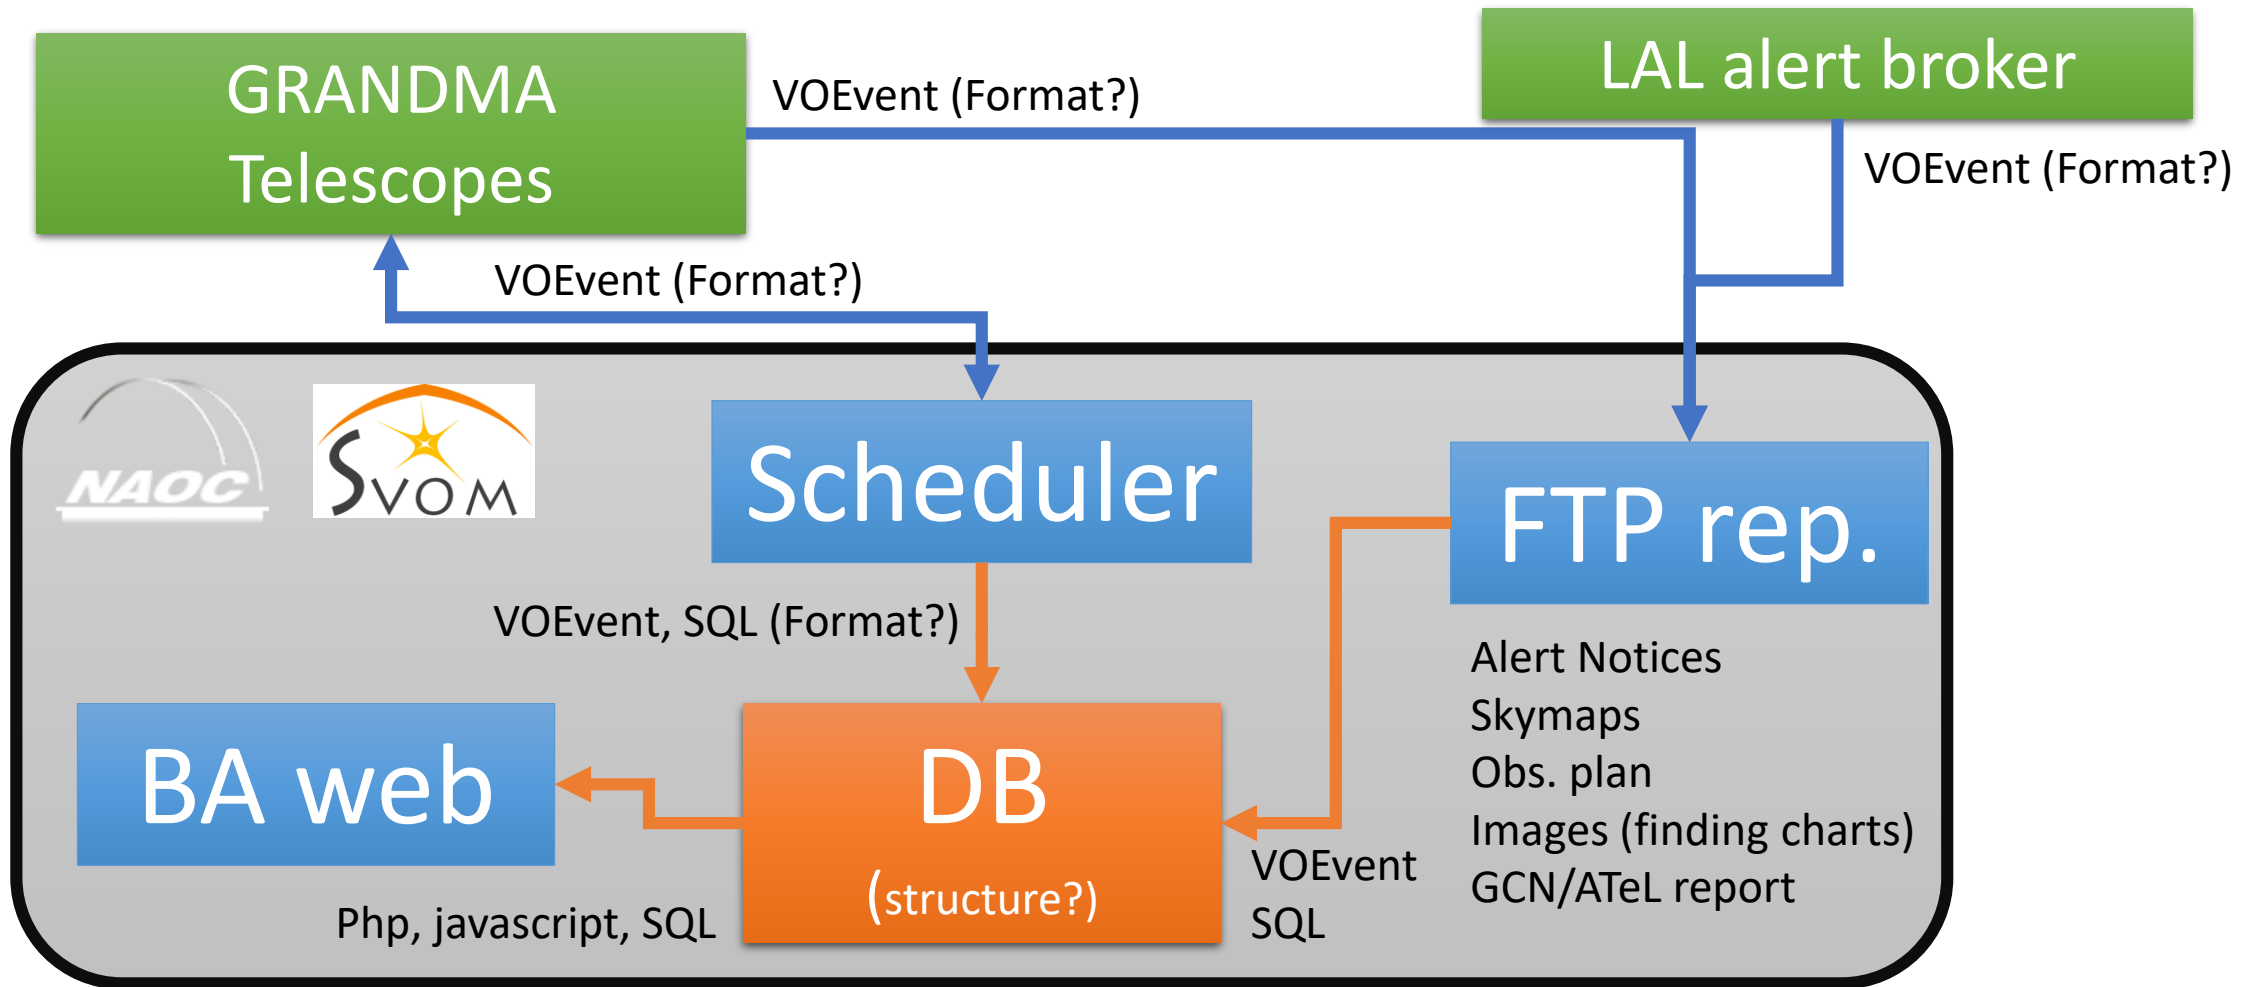 GRANDMA
Telescopes
VOEvent (Format?)
LAL alert broker
VOEvent (Format?)
VOEvent (Format?)
NAOC
SVOM
Scheduler
FTP rep.
VOEvent, SQL (Format?)
Alert Notices
Skymaps
Obs. plan
Images (finding charts)
GCN/ATeL report
BA web
DB
(structure?)
VOEvent
SQL
Php, javascript, SQL